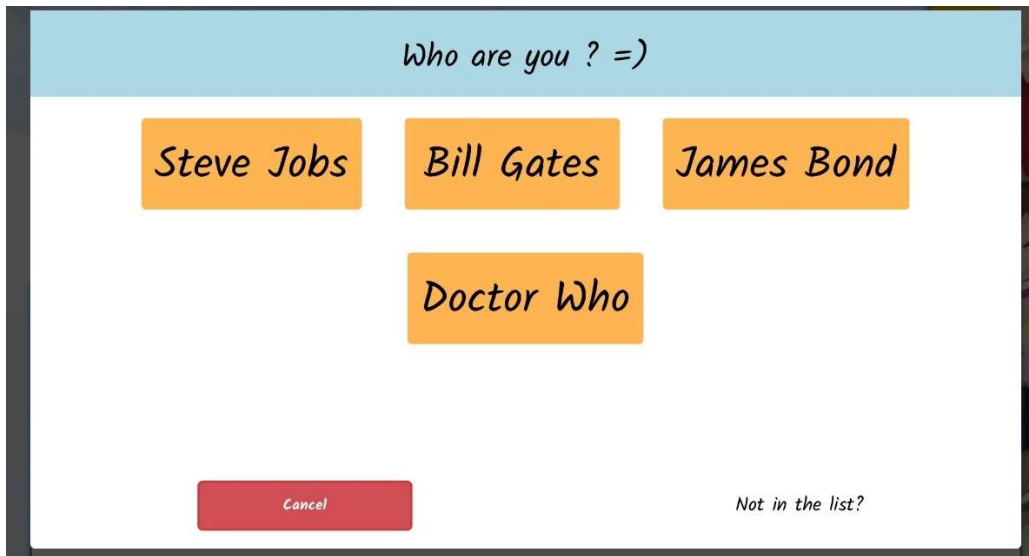 Who are you ? =)
Steve Jobs Bill Gates James Bond
Doctor Who
Cancel Not in the list?